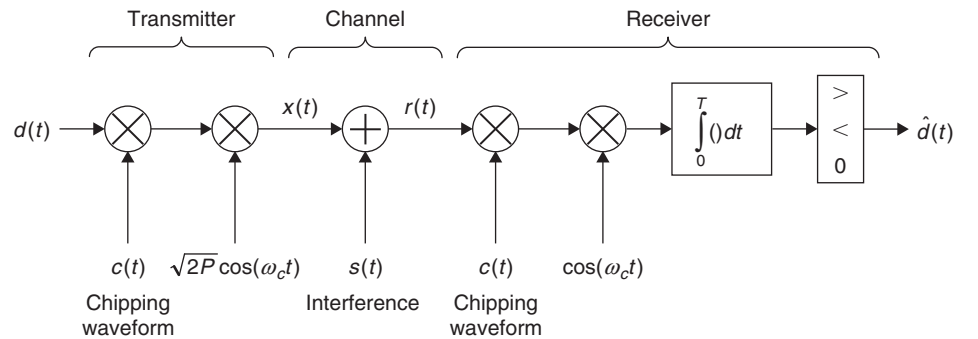 Transmitter
Channel
Receiver
d(t)
x(t)
r(t)
T
∫
0
()dt
>
<
0
d̂(t)
c(t)
√2P cos(ω_c t)
s(t)
c(t)
cos(ω_c t)
Chipping
waveform
Interference
Chipping
waveform